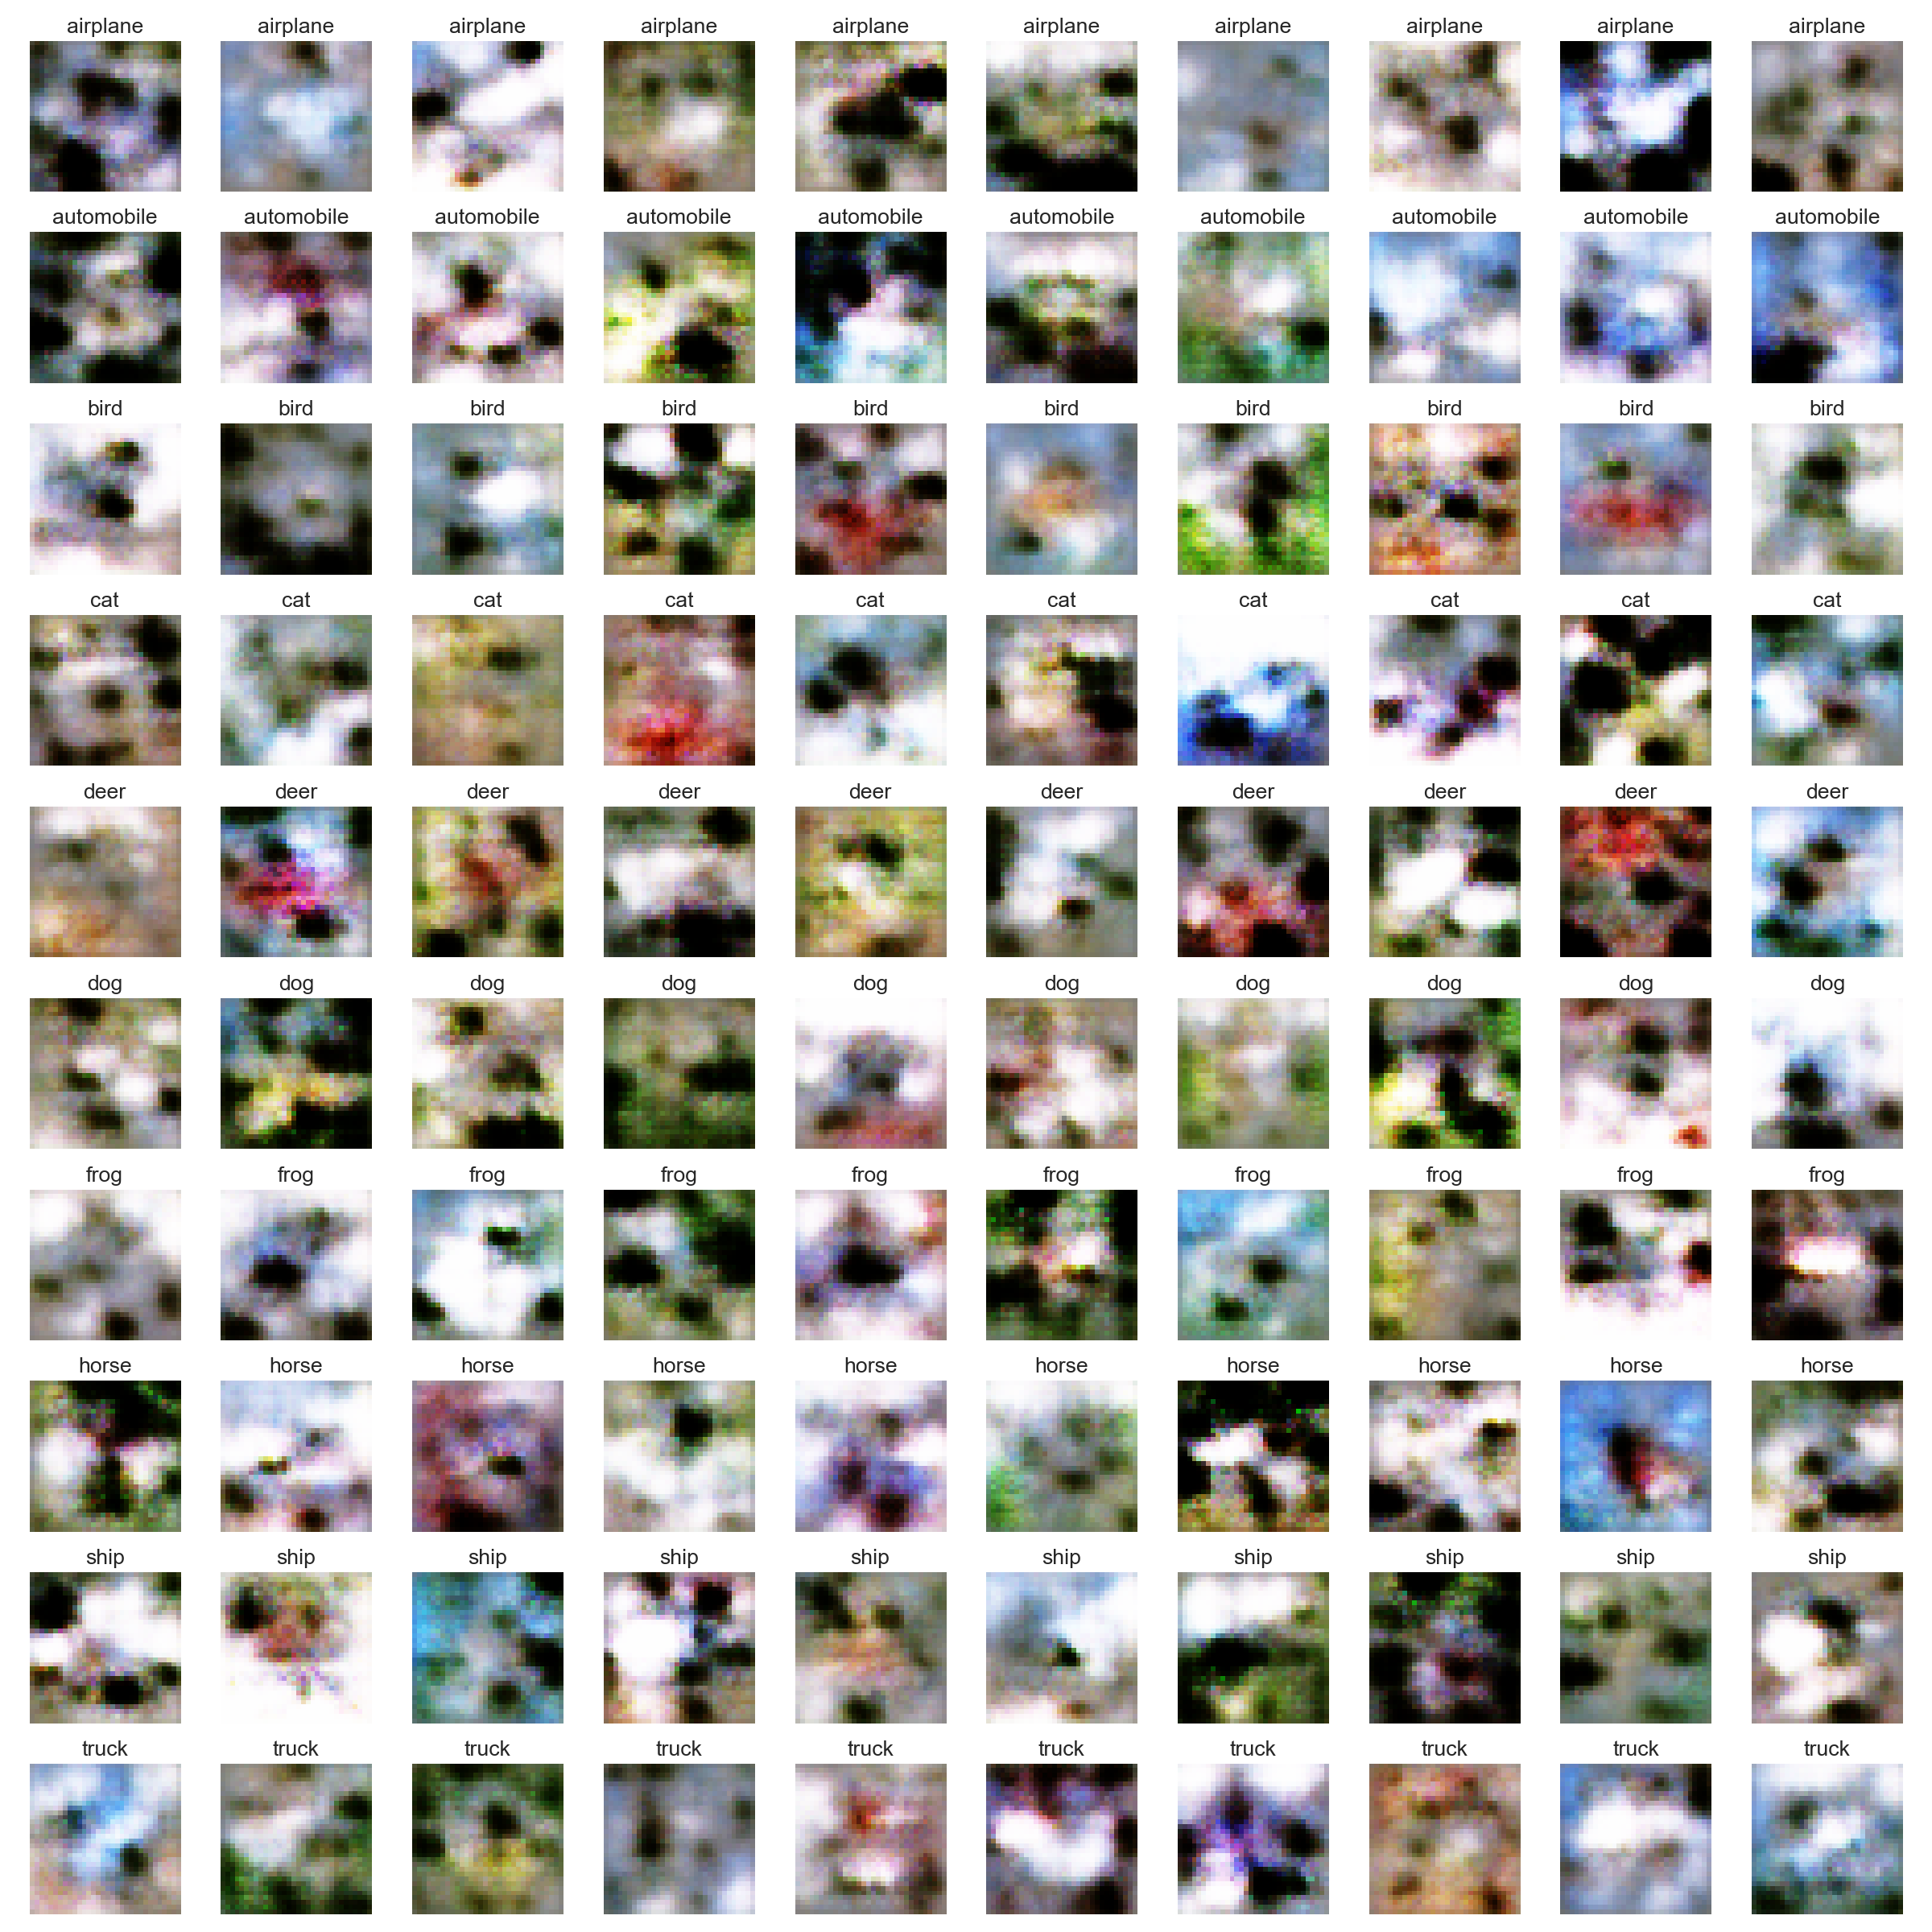 airplane airplane airplane airplane airplane airplane airplane airplane airplane airplane
automobile automobile automobile automobile automobile automobile automobile automobile automobile automobile
bird bird bird bird bird bird bird bird bird bird
cat cat cat cat cat cat cat cat cat cat
deer deer deer deer deer deer deer deer deer deer
dog dog dog dog dog dog dog dog dog dog
frog frog frog frog frog frog frog frog frog frog
horse horse horse horse horse horse horse horse horse horse
ship ship ship ship ship ship ship ship ship ship
truck truck truck truck truck truck truck truck truck truck